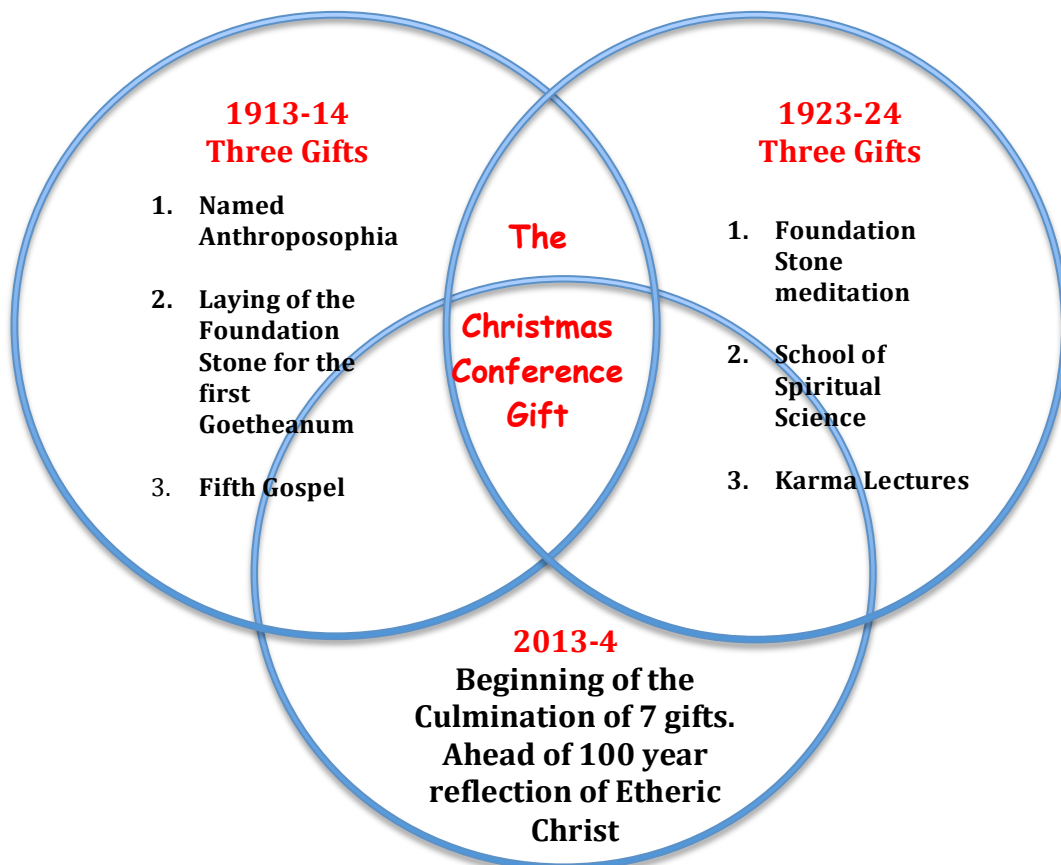 1913-14
Three Gifts
1. Named
Anthroposophia
2. Laying of the
Foundation
Stone for the
first
Goetheanum
3. Fifth Gospel
The
Christmas
Conference
Gift
1923-24
Three Gifts
1. Foundation
Stone
meditation
2. School of
Spiritual
Science
3. Karma Lectures
2013-4
Beginning of the
Culmination of 7 gifts.
Ahead of 100 year
reflection of Etheric
Christ